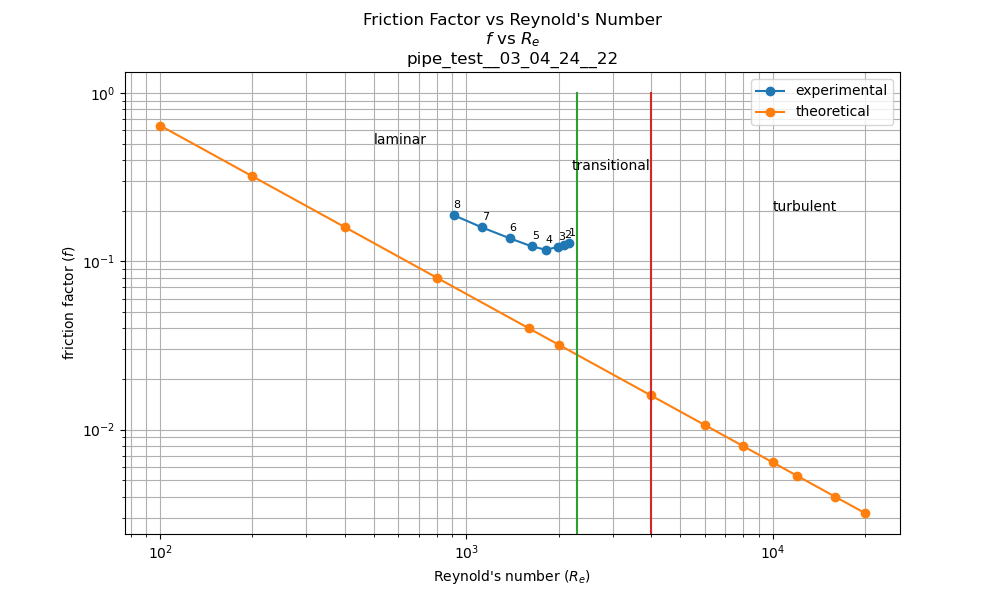 Friction Factor vs Reynold's Number
f vs Rₑ
pipe_test__03_04_24__22
experimental
theoretical
10⁰
laminar
transitional
turbulent
8
7
6
5
4
3
2
1
10⁻¹
10⁻²
friction factor (f)
10²
10³
10⁴
Reynold's number (Rₑ)